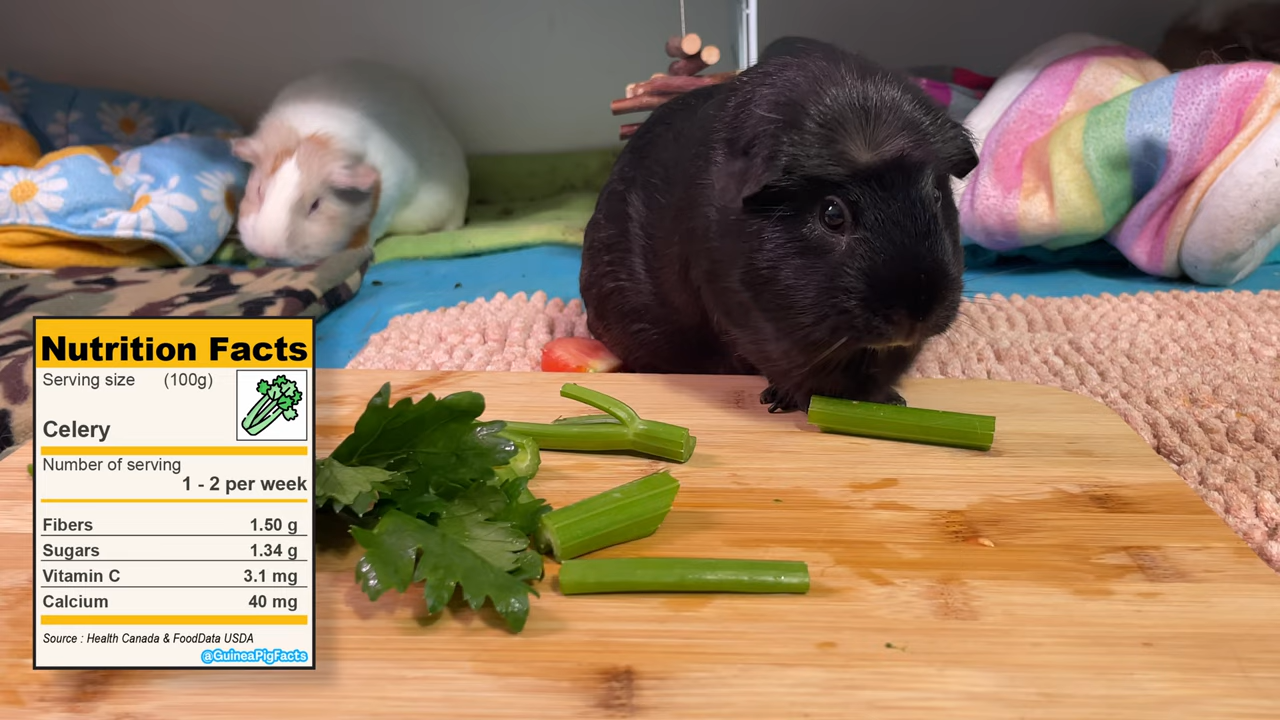 Nutrition Facts
Serving size (100g)
Celery
Number of serving
1 - 2 per week
Fibers 1.50 g
Sugars 1.34 g
Vitamin C 3.1 mg
Calcium 40 mg
Source : Health Canada & FoodData USDA
@GuineaPigFacts